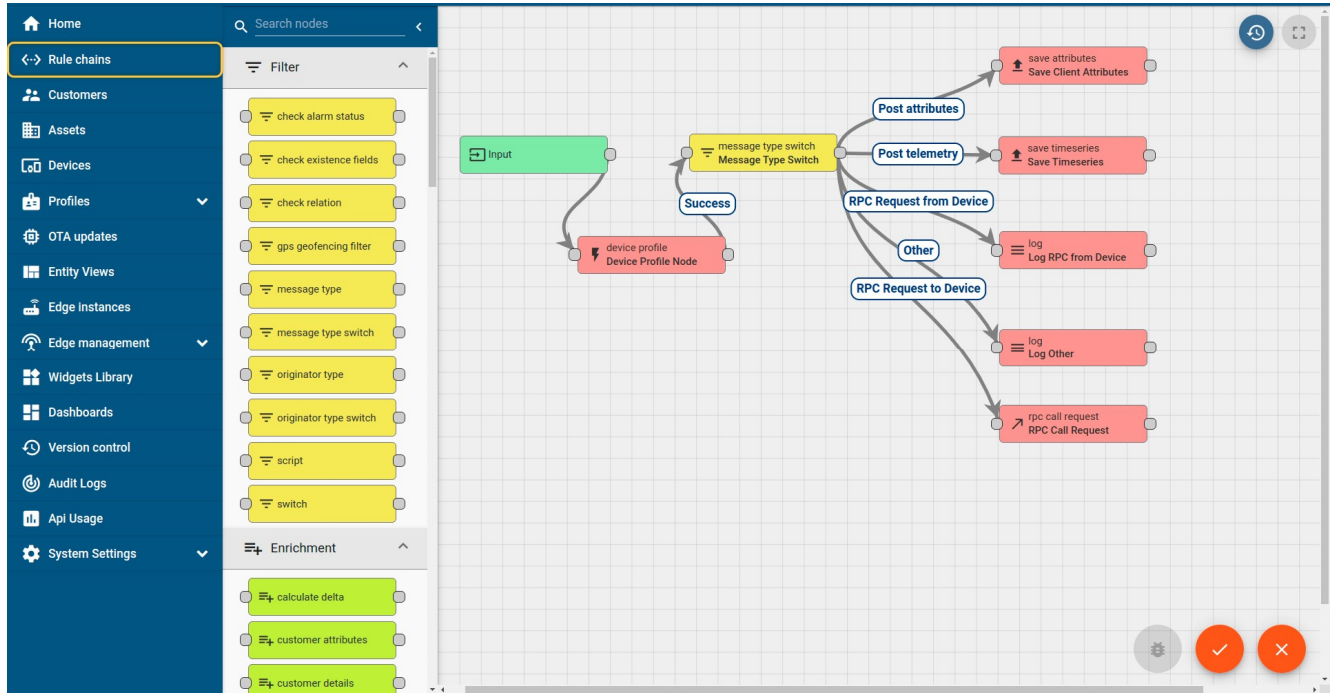 Home
Rule chains
Customers
Assets
Devices
Profiles
OTA updates
Entity Views
Edge instances
Edge management
Widgets Library
Dashboards
Version control
Audit Logs
Api Usage
System Settings
Search nodes
Filter
check alarm status
check existence fields
check relation
gps geofencing filter
message type
message type switch
originator type
originator type switch
script
switch
Enrichment
calculate delta
customer attributes
customer details
Input
device profile
Device Profile Node
Success
message type switch
Message Type Switch
Post attributes
Post telemetry
RPC Request from Device
Other
RPC Request to Device
save attributes
Save Client Attributes
save timeseries
Save Timeseries
log
Log RPC from Device
log
Log Other
rpc call request
RPC Call Request